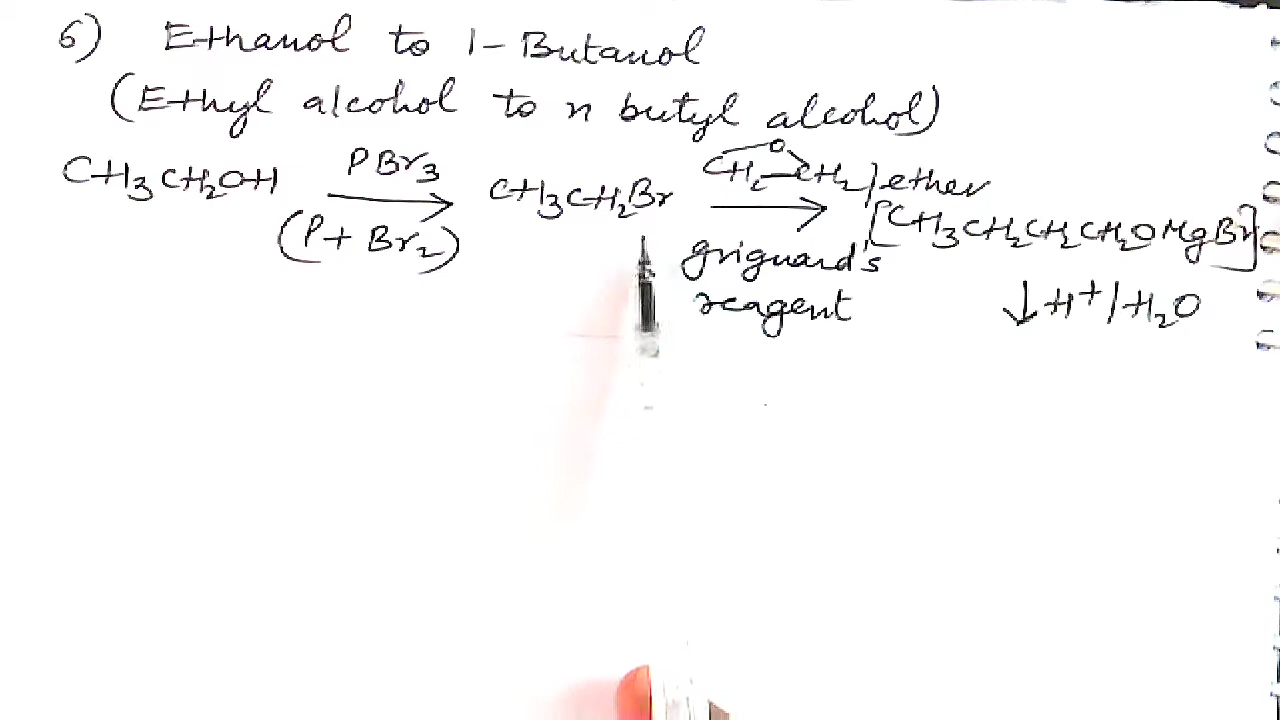 6) Ethanol to 1-Butanol
(Ethyl alcohol to n butyl alcohol)
CH3CH2OH PBr3 (P+Br2) CH3CH2Br CH2-CH2/ether O griguard's reagent [CH3CH2CH2CH2OMgBr]
↓H+/H2O